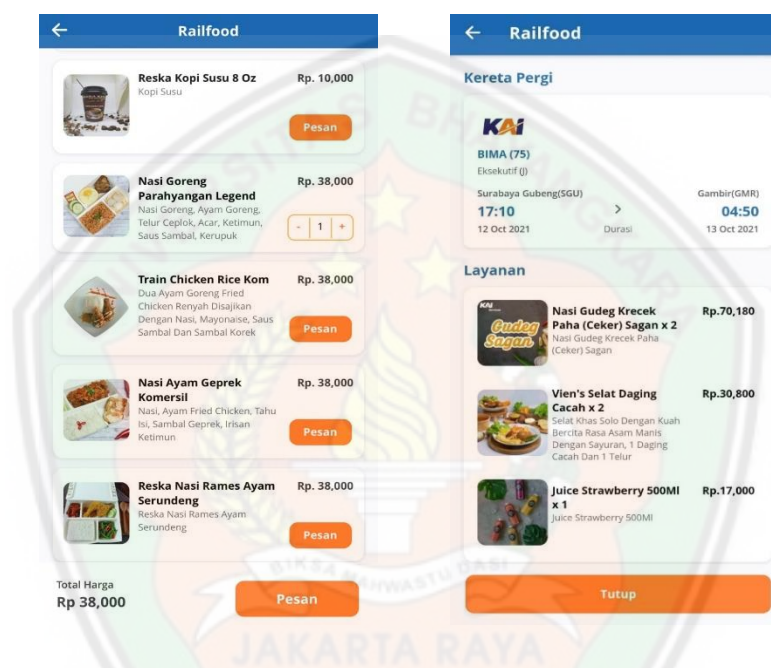 Railfood
Reska Kopi Susu 8 Oz
Rp. 10,000
Kopi Susu
Pesan
Nasi Goreng
Parahyangan Legend
Rp. 38,000
Nasi Goreng, Ayam Goreng,
Telur Ceplok, Acar, Ketimun,
Saus Sambal, Kerupuk
- 1 +
Train Chicken Rice Kom
Rp. 38,000
Dua Ayam Goreng Fried
Chicken Renyah Disajikan
Dengan Nasi, Mayonaise, Saus
Sambal Dan Sambal Korek
Pesan
Nasi Ayam Geprek
Komersil
Rp. 38,000
Nasi, Ayam Fried Chicken, Tahu
Isi, Sambal Geprek, Irisan
Ketimun
Pesan
Reska Nasi Rames Ayam
Serundeng
Rp. 38,000
Reska Nasi Rames Ayam
Serundeng
Pesan
Total Harga
Rp 38,000
Pesan
Railfood
Kereta Pergi
KAI
BIMA (75)
Eksekutif (J)
Surabaya Gubeng(SGU)
Gambir(GMR)
17:10
>
04:50
12 Oct 2021
Durasi
13 Oct 2021
Layanan
KAI
Gudeg
Sagan
Nasi Gudeg Krecek
Paha (Ceker) Sagan x 2
Rp.70,180
Nasi Gudeg Krecek Paha
(Ceker) Sagan
Vien's Selat Daging
Cacah x 2
Rp.30,800
Selat Khas Solo Dengan Kuah
Bercita Rasa Asam Manis
Dengan Sayuran, 1 Daging
Cacah Dan 1 Telur
Juice Strawberry 500Ml
x 1
Rp.17,000
Juice Strawberry 500Ml
Tutup
JAKARTA RAYA